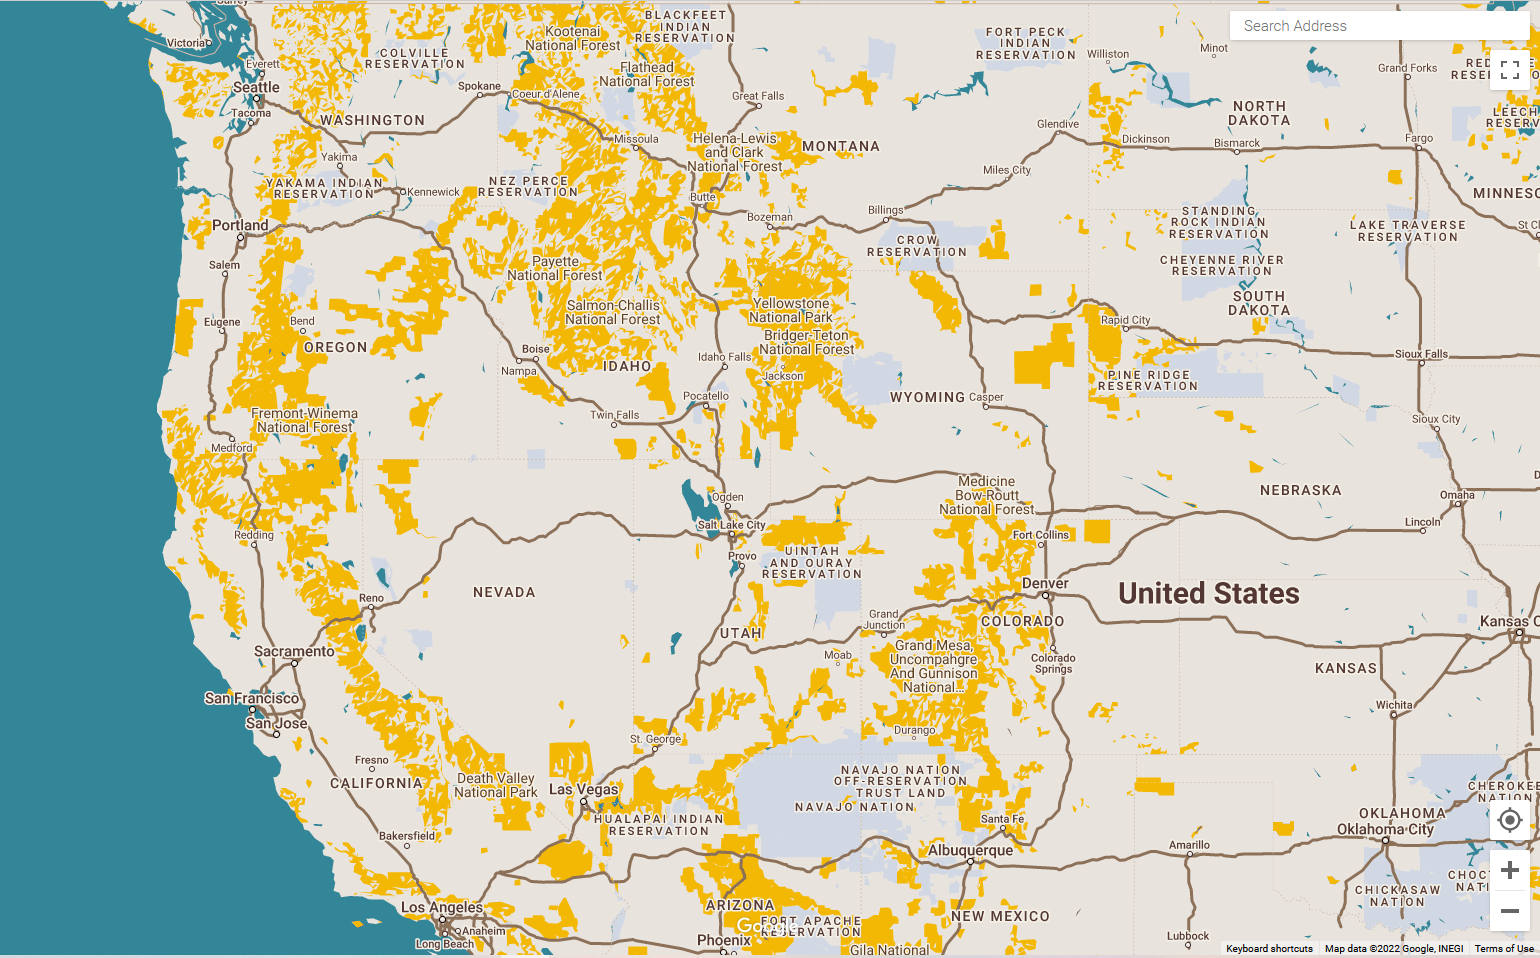 Surrey
BLACKFEET
INDIAN
RESERVATION
Search Address
Victoria
Kootenai
National Forest
FORT PECK
INDIAN
RESERVATION
COLVILLE
RESERVATION
Everett
Seattle
Flathead
National Forest
Williston
Minot
Grand Forks
Spokane
Coeur d'Alene
Great Falls
NORTH
DAKOTA
Tacoma
WASHINGTON
Missoula
Helena-Lewis
and Clark
National Forest
MONTANA
Glendive
Dickinson
Bismarck
Fargo
LEECH
RESERV
Yakima
YAKAMA INDIAN
RESERVATION
Kennewick
NEZ PERCE
RESERVATION
Butte
Miles City
MINNESO
Portland
Bozeman
Billings
STANDING
ROCK INDIAN
RESERVATION
LAKE TRAVERSE
RESERVATION
St Cl
CROW
RESERVATION
Salem
Payette
National Forest
CHEYENNE RIVER
RESERVATION
Salmon-Challis
National Forest
Yellowstone
National Park
SOUTH
DAKOTA
Eugene
Bend
OREGON
Bridger-Teton
National Forest
Rapid City
Boise
Nampa
IDAHO
Idaho Falls
Jackson
Sioux Falls
PINE RIDGE
RESERVATION
Pocatello
WYOMING
Casper
Fremont-Winema
National Forest
Twin Falls
Sioux City
Medford
Medicine
Bow-Routt
National Forest
NEBRASKA
Omaha
Ogden
Salt Lake City
Lincoln
Redding
Fort Collins
Provo
UINTAH
AND OURAY
RESERVATION
Denver
United States
Reno
NEVADA
Grand
Junction
COLORADO
Kansas C
UTAH
Sacramento
Moab
Grand Mesa,
Uncompahgre
And Gunnison
National...
Colorado
Springs
KANSAS
San Francisco
San Jose
Wichita
St. George
Durango
Fresno
CALIFORNIA
Death Valley
National Park
Las Vegas
NAVAJO NATION
OFF-RESERVATION
TRUST LAND
NAVAJO NATION
CHEROKEE
NATION
HUALAPAI INDIAN
RESERVATION
Santa Fe
OKLAHOMA
Oklahoma City
Bakersfield
Albuquerque
Amarillo
CHOCT
NATI
CHICKASAW
NATION
Los Angeles
ARIZONA
NEW MEXICO
Google
FORT APACHE
RESERVATION
Anaheim
Long Beach
Phoenix
Gila National
Lubbock
Keyboard shortcuts
Map data ©2022 Google, INEGI
Terms of Use